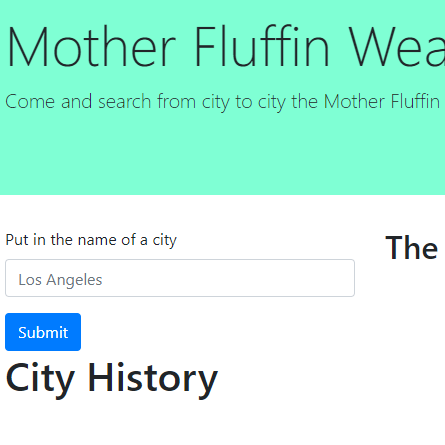 Mother Fluffin
Come and search from city to city the Mother Fluffin
Put in the name of a city
The
Los Angeles
Submit
City History